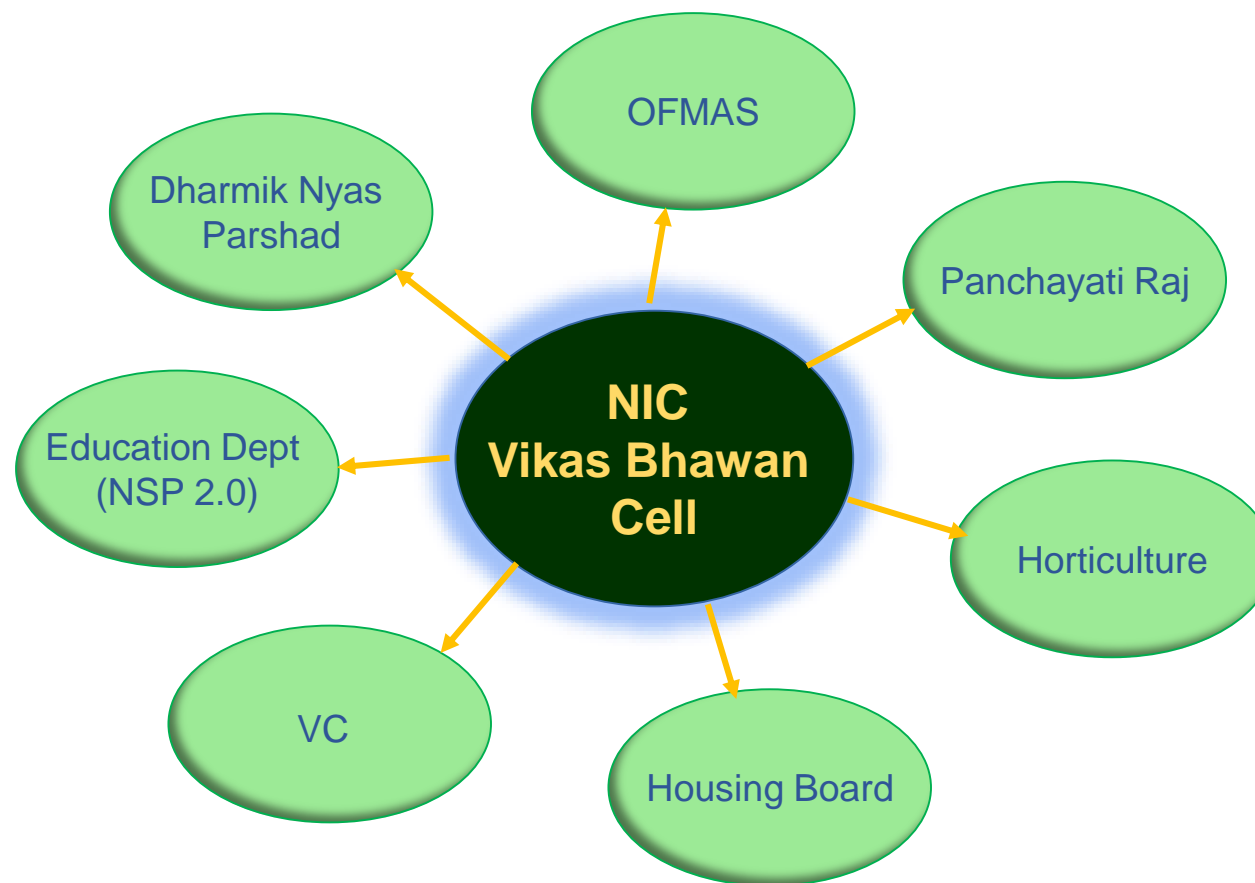 OFMAS
Dharmik Nyas
Parshad
Panchayati Raj
NIC
Vikas Bhawan
Cell
Education Dept
(NSP 2.0)
Horticulture
VC
Housing Board